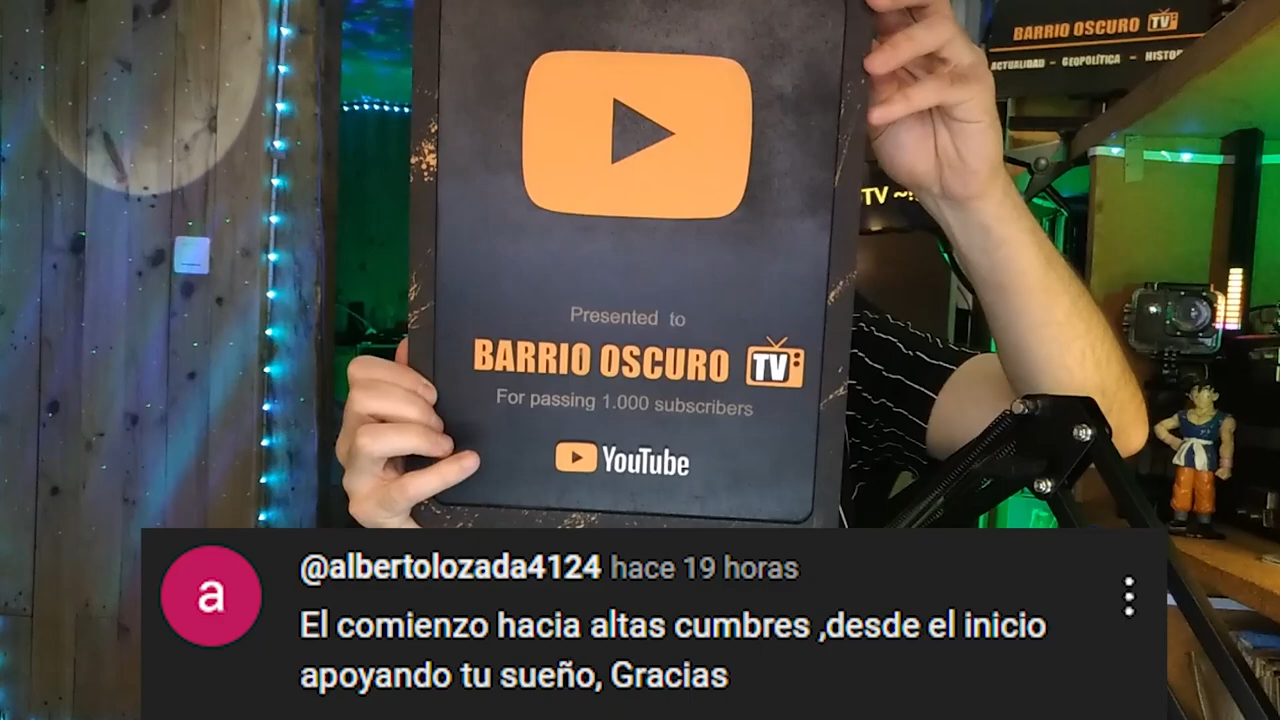 BARRIO OSCURO TV
ACTUALIDAD - GEOPOLÍTICA - HISTOR
TV ~
Presented to
BARRIO OSCURO TV
For passing 1.000 subscribers
YouTube
a
@albertolozada4124 hace 19 horas
El comienzo hacia altas cumbres ,desde el inicio
apoyando tu sueño, Gracias